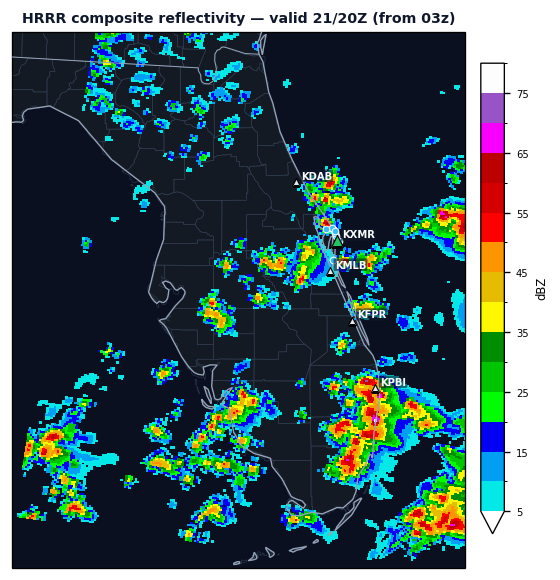 HRRR composite reflectivity — valid 21/20Z (from 03z)
KDAB
KXMR
KMLB
KFPR
KPBI
75
65
55
45
35
25
15
5
dBZ